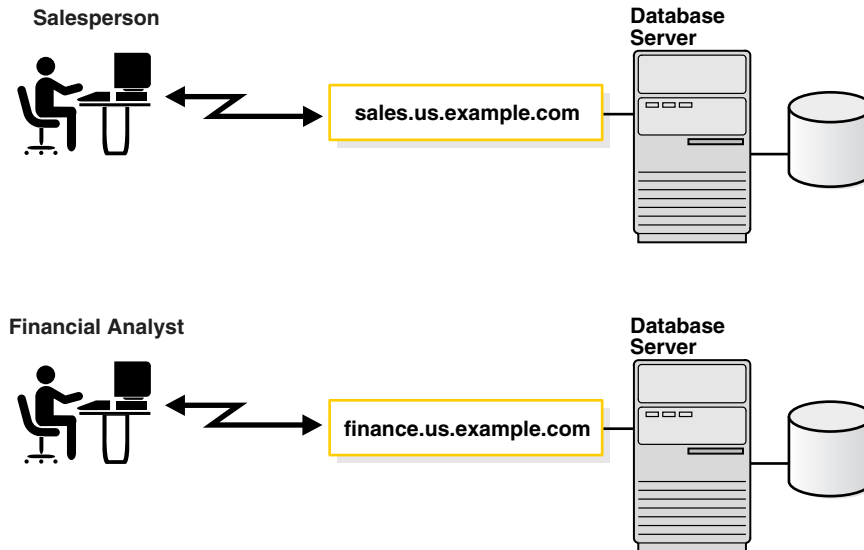 Salesperson
Database
Server
sales.us.example.com
Financial Analyst
Database
Server
finance.us.example.com